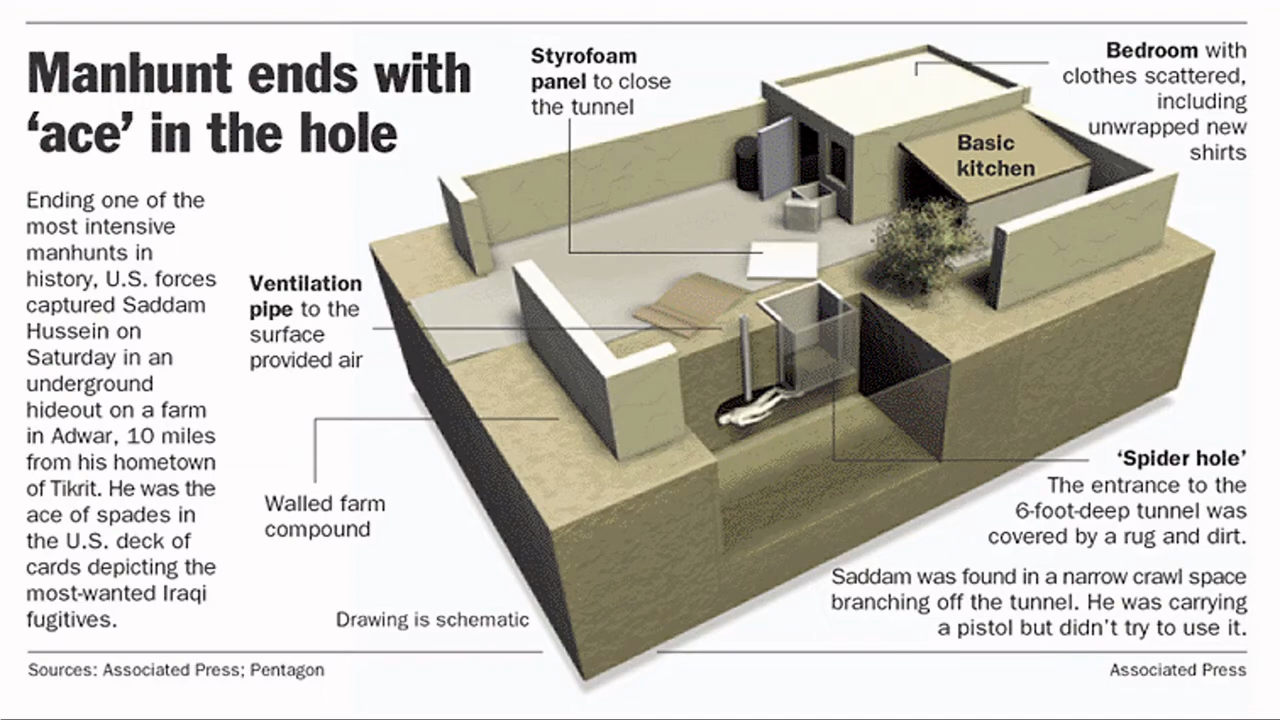 Manhunt ends with
‘ace’ in the hole
Ending one of the
most intensive
manhunts in
history, U.S. forces
captured Saddam
Hussein on
Saturday in an
underground
hideout on a farm
in Adwar, 10 miles
from his hometown
of Tikrit. He was the
ace of spades in
the U.S. deck of
cards depicting the
most-wanted Iraqi
fugitives.
Styrofoam
panel to close
the tunnel
Bedroom with
clothes scattered,
including
unwrapped new
shirts
Basic
kitchen
Ventilation
pipe to the
surface
provided air
Walled farm
compound
‘Spider hole’
The entrance to the
6-foot-deep tunnel was
covered by a rug and dirt.
Saddam was found in a narrow crawl space
branching off the tunnel. He was carrying
a pistol but didn’t try to use it.
Drawing is schematic
Sources: Associated Press; Pentagon
Associated Press